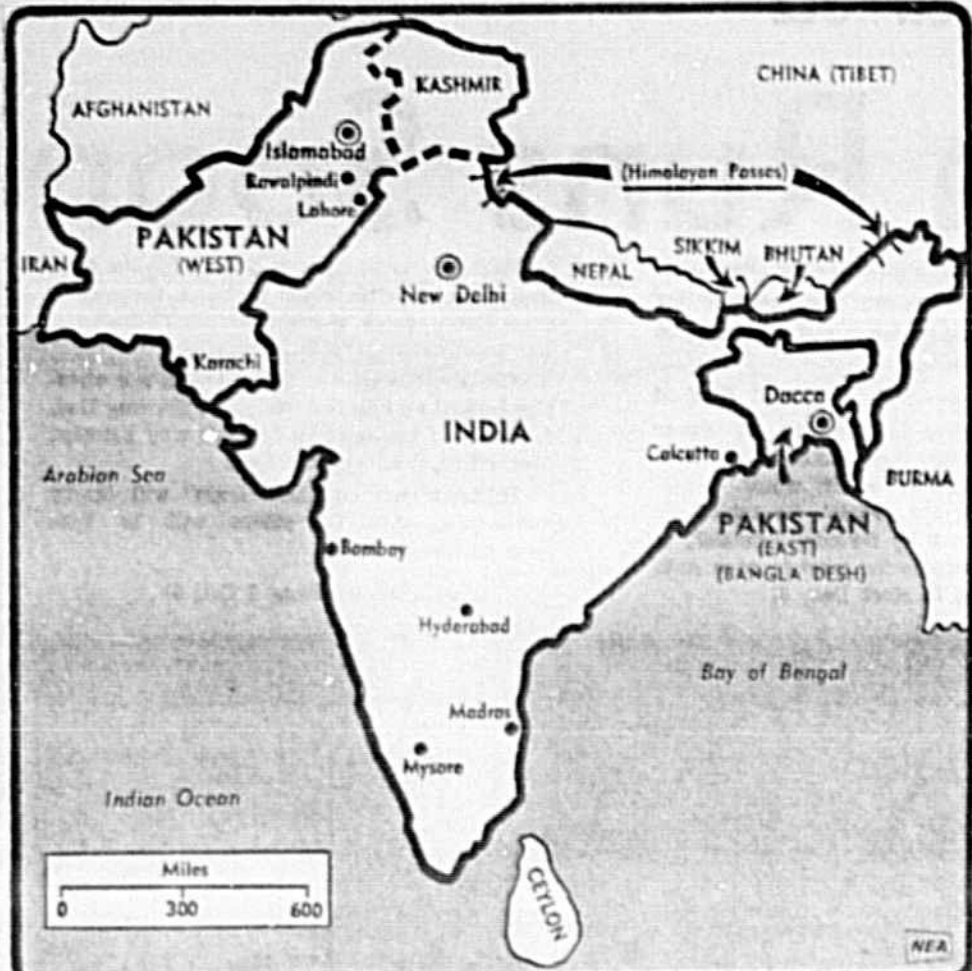 CHINA (TIBET)
KASHMIR
AFGHANISTAN
Islamabad
Rawalpindi
Lahore
(Himalayan Passes)
PAKISTAN
(WEST)
IRAN
SIKKIM
BHUTAN
NEPAL
New Delhi
Karachi
Dacca
INDIA
Calcutta
Arabian Sea
BURMA
PAKISTAN
(EAST)
(BANGLA DESH)
Bombay
Hyderabad
Bay of Bengal
Madras
Mysore
Indian Ocean
Miles
0 300 600
CEYLON
NEA